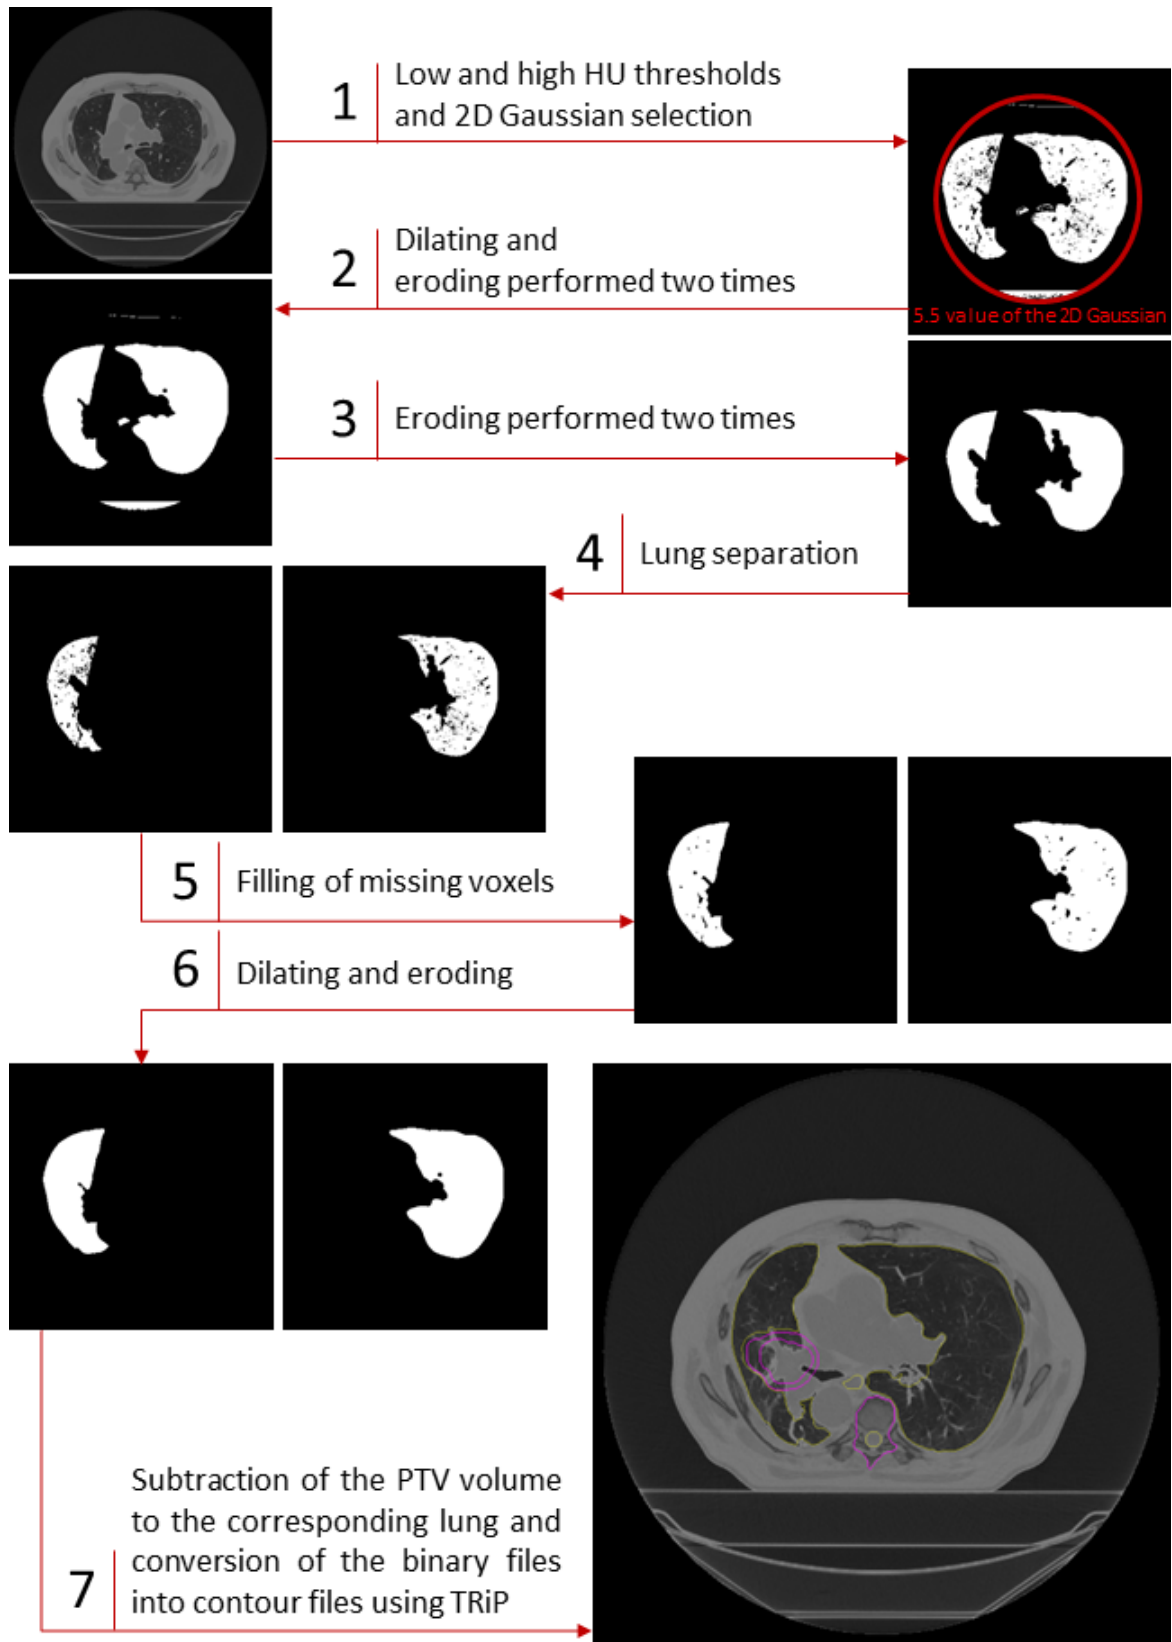 1
Low and high HU thresholds
and 2D Gaussian selection
5.5 value of the 2D Gaussian
2
Dilating and
eroding performed two times
3
Eroding performed two times
4
Lung separation
5
Filling of missing voxels
6
Dilating and eroding
7
Subtraction of the PTV volume
to the corresponding lung and
conversion of the binary files
into contour files using TRiP